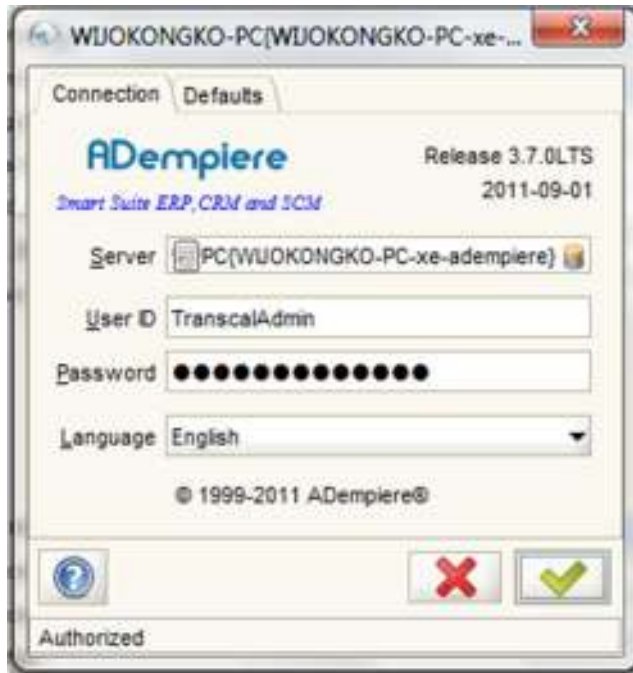 WIJOKONGKO-PC{WIJOKONGKO-PC-xe-...
Connection Defaults
ADempiere Release 3.7.0LTS
Smart Suite ERP,CRM and SCM 2011-09-01
Server PC{WIJOKONGKO-PC-xe-adempiere}
User ID TranscalAdmin
Password ●●●●●●●●●●●●●
Language English
© 1999-2011 ADempiere®
Authorized